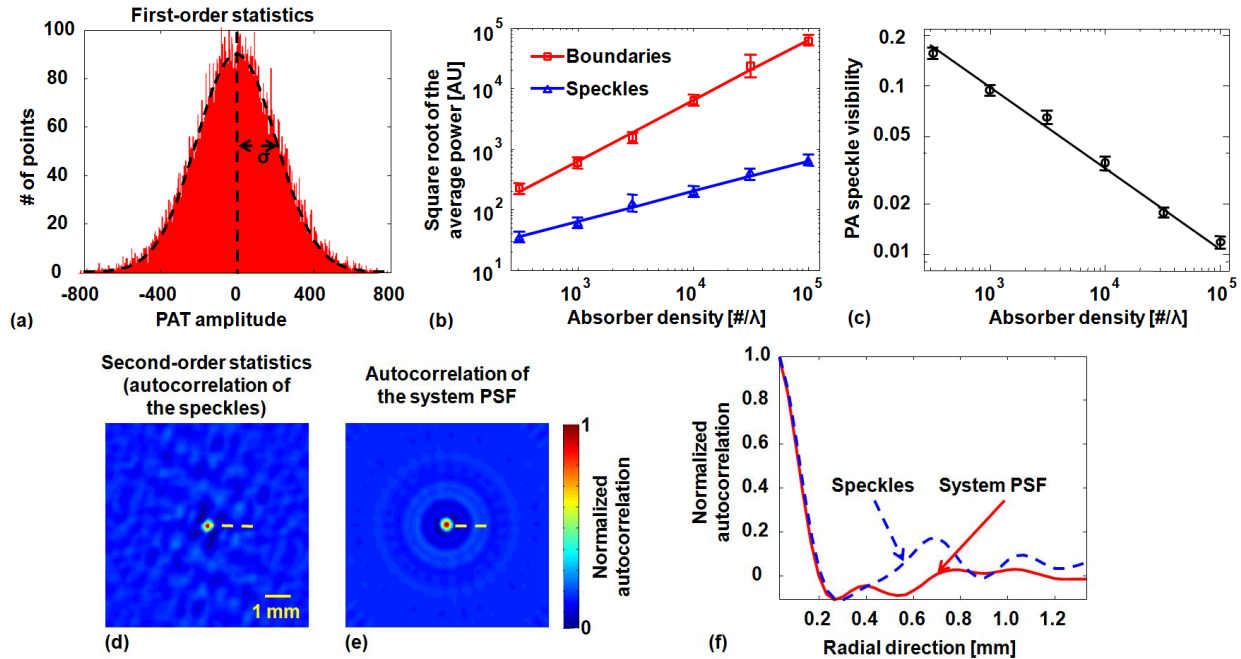 First-order statistics
# of points
100
80
60
40
20
0
-800
-400
0
400
800
σ
PAT amplitude
(a)
Square root of the
average power [AU]
10⁵
10⁴
10³
10²
10¹
Boundaries
Speckles
10³
10⁴
10⁵
Absorber density [#/λ]
(b)
PA speckle visibility
0.2
0.1
0.05
0.02
0.01
10³
10⁴
10⁵
Absorber density [#/λ]
(c)
Second-order statistics
(autocorrelation of
the speckles)
1 mm
(d)
Autocorrelation of
the system PSF
1
0
Normalized
autocorrelation
(e)
Normalized
autocorrelation
1.0
0.8
0.6
0.4
0.2
0
Speckles
System PSF
0.2
0.4
0.6
0.8
1.0
1.2
Radial direction [mm]
(f)